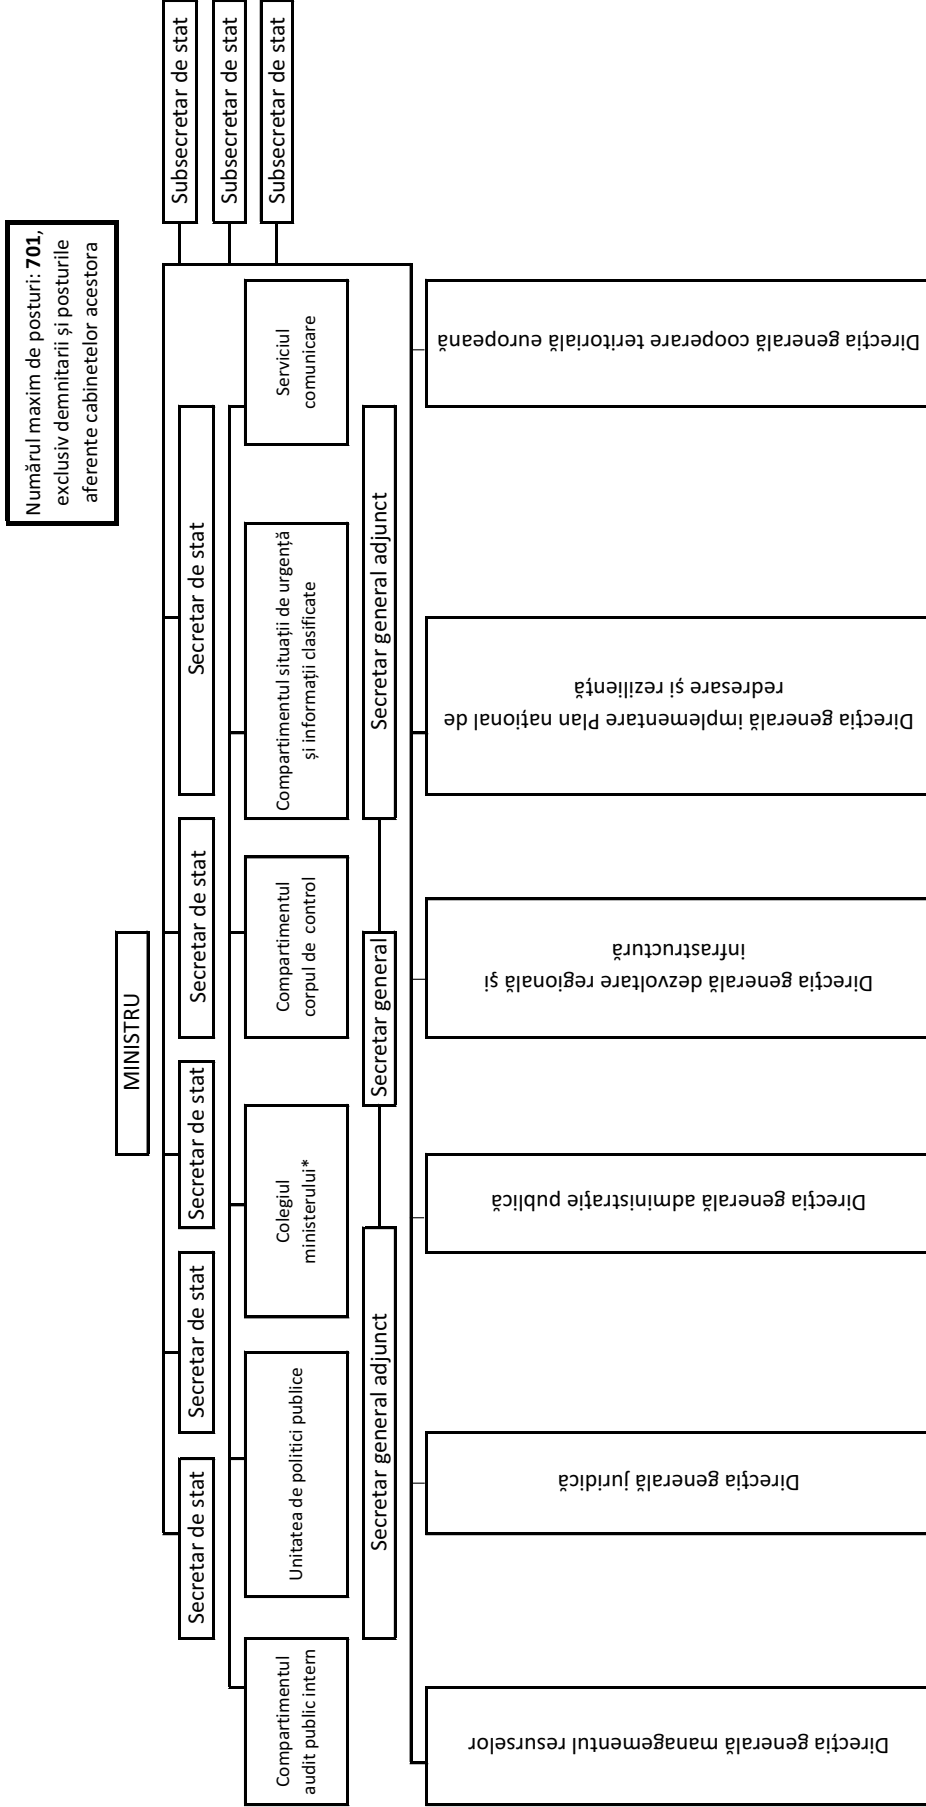 Numărul maxim de posturi: 701,
exclusiv demnitarii și posturile
aferente cabinetelor acestora
MINISTRU
Secretar de stat
Secretar de stat
Secretar de stat
Secretar de stat
Secretar de stat
Subsecretar de stat
Subsecretar de stat
Subsecretar de stat
Compartimentul
audit public intern
Unitatea de politici publice
Colegiul
ministerului*
Compartimentul
corpul de control
Compartimentul situații de urgență
și informații clasificate
Serviciul
comunicare
Secretar general adjunct
Secretar general
Secretar general adjunct
Direcția generală managementul resurselor
Direcția generală juridică
Direcția generală administrație publică
Direcția generală dezvoltare regională și
infrastructură
Direcția generală implementare Plan național de
redresare și reziliență
Direcția generală cooperare teritorială europeană